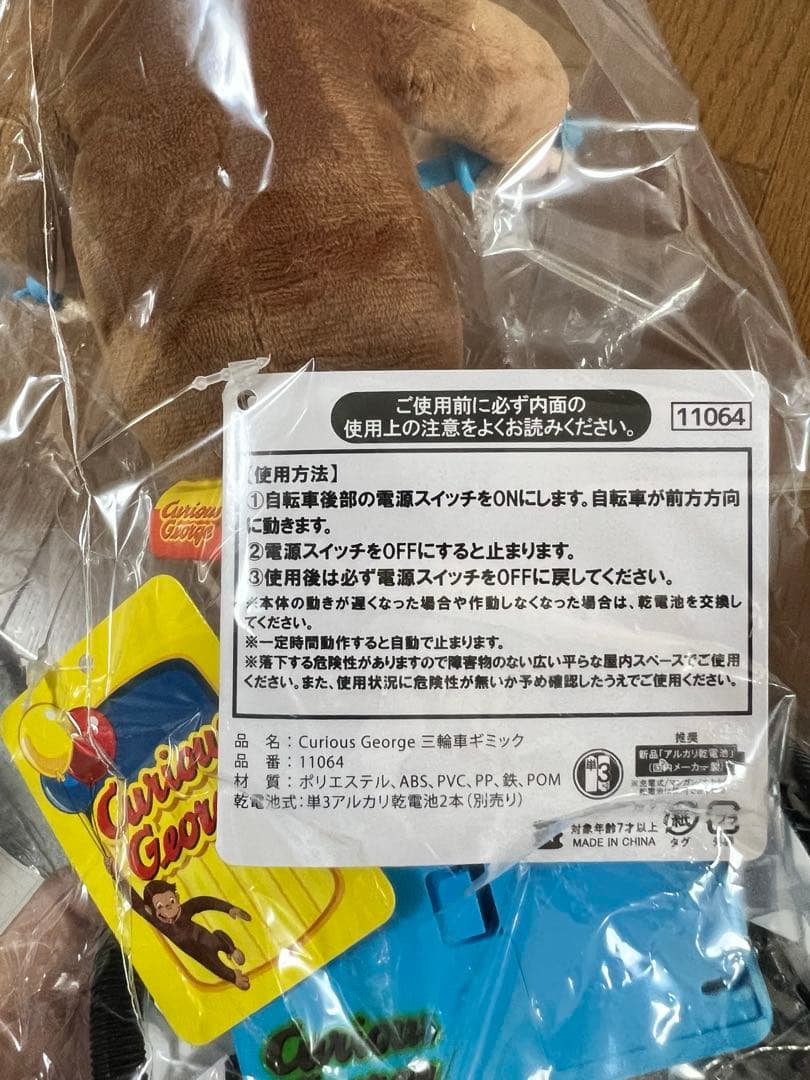 ご使用前に必ず内面の
使用上の注意をよくお読みください。
11064
【使用方法】
①自転車後部の電源スイッチをONにします。自転車が前方方向
に動きます。
②電源スイッチをOFFにすると止まります。
③使用後は必ず電源スイッチをOFFに戻してください。
※本体の動きが遅くなった場合や作動しなくなった場合は、乾電池を交換し
てください。
※一定時間動作すると自動で止まります。
※落下する危険性がありますので障害物のない広い平らな屋内スペースでご使用
ください。また、使用状況に危険性が無いか予め確認したうえでご使用ください。
品 名：Curious George 三輪車ギミック
品 番：11064
材 質：ポリエステル、ABS、PVC、PP、鉄、POM
乾電池式：単3アルカリ乾電池2本（別売り）
単3
推奨
新品「アルカリ乾電池」
（国内メーカー製）
対象年齢7才以上
MADE IN CHINA
紙
タグ
プラ
Curious
George
Curious
George
Curious